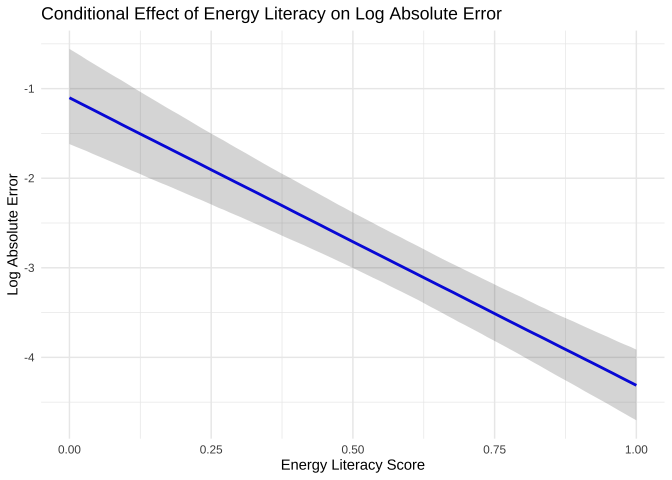 Conditional Effect of Energy Literacy on Log Absolute Error
-1
-2
-3
-4
Log Absolute Error
0.00 0.25 0.50 0.75 1.00
Energy Literacy Score